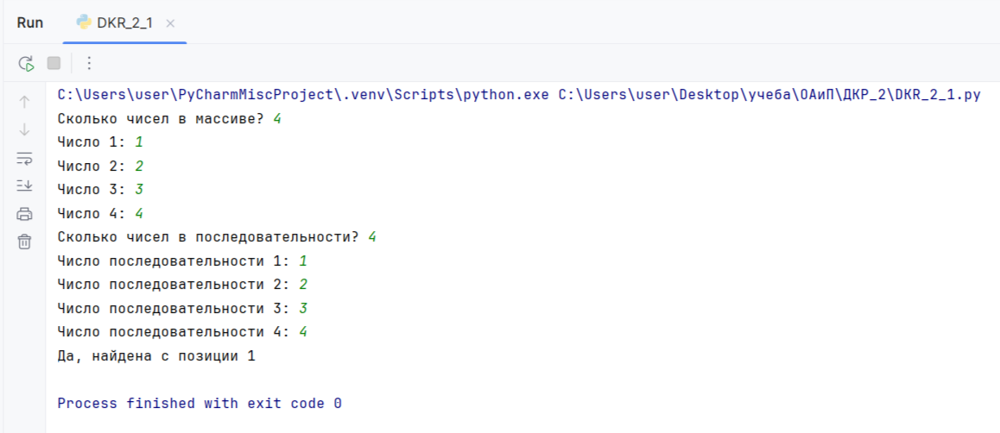 Run DKR_2_1
C:\Users\user\PyCharmMiscProject\.venv\Scripts\python.exe C:\Users\user\Desktop\учеба\ОАиП\ДКР_2\DKR_2_1.py
Сколько чисел в массиве? 4
Число 1: 1
Число 2: 2
Число 3: 3
Число 4: 4
Сколько чисел в последовательности? 4
Число последовательности 1: 1
Число последовательности 2: 2
Число последовательности 3: 3
Число последовательности 4: 4
Да, найдена с позиции 1
Process finished with exit code 0